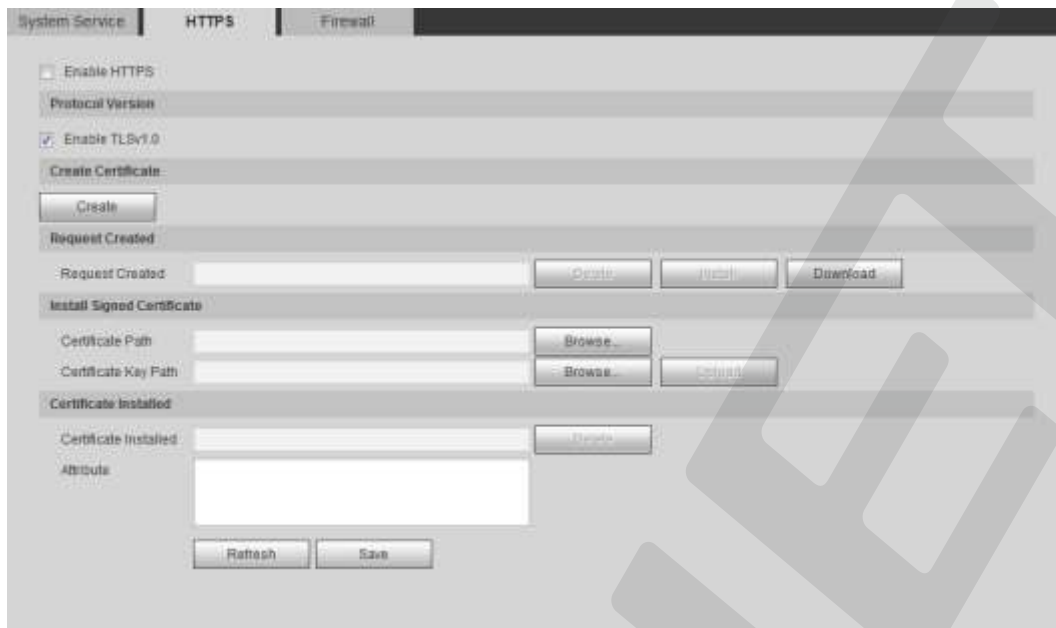 System Service HTTPS Firewall
Enable HTTPS
Protocol Version
Enable TLSv1.0
Create Certificate
Create
Request Created
Request Created Delete Install Download
Install Signed Certificate
Certificate Path Browse...
Certificate Key Path Browse... Upload
Certificate Installed
Certificate Installed Delete
Attribute
Refresh Save